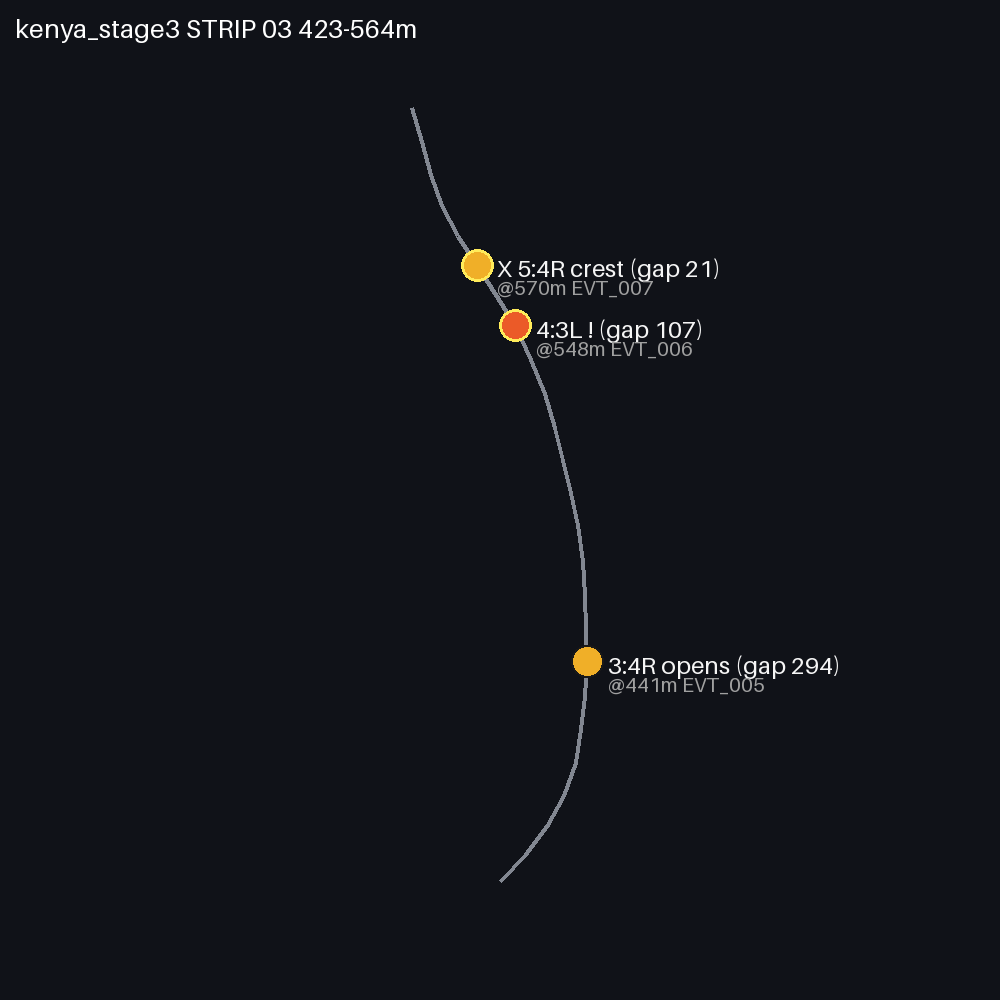 kenya_stage3 STRIP 03 423-564m
X 5:4R crest (gap 21)
@570m EVT_007
4:3L ! (gap 107)
@548m EVT_006
3:4R opens (gap 294)
@441m EVT_005